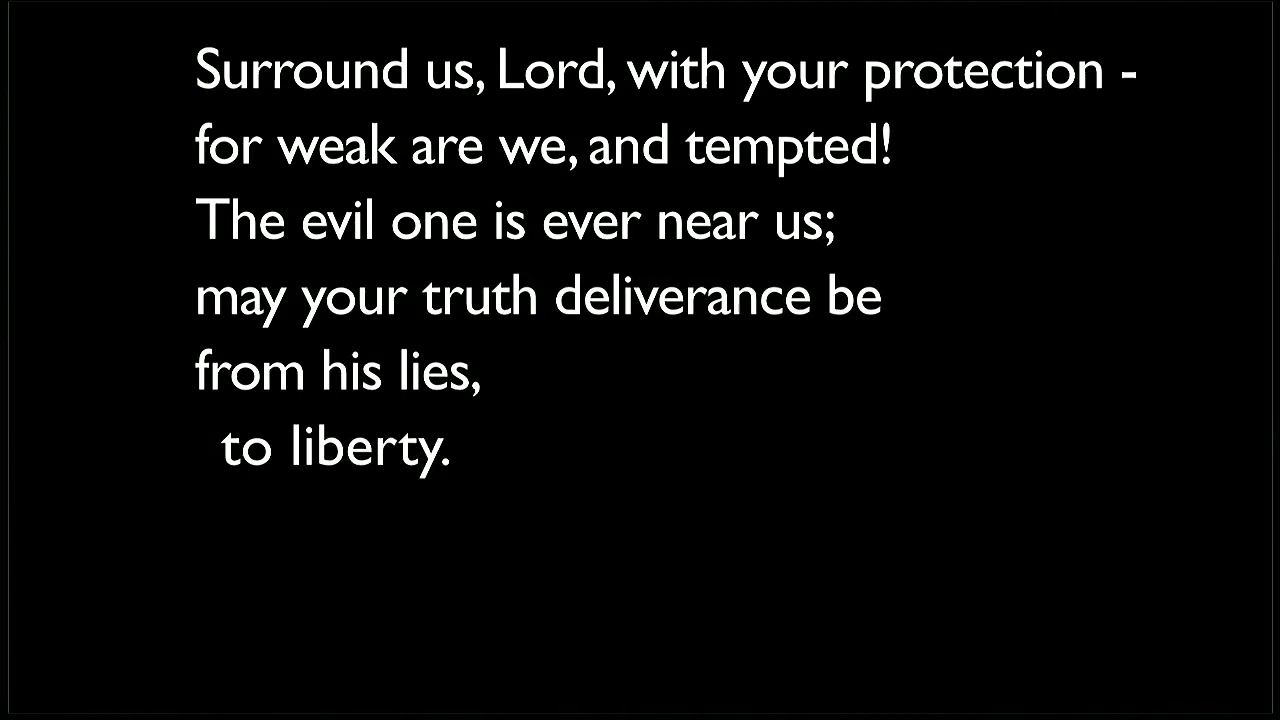 Surround us, Lord, with your protection -
for weak are we, and tempted!
The evil one is ever near us;
may your truth deliverance be
from his lies,
to liberty.